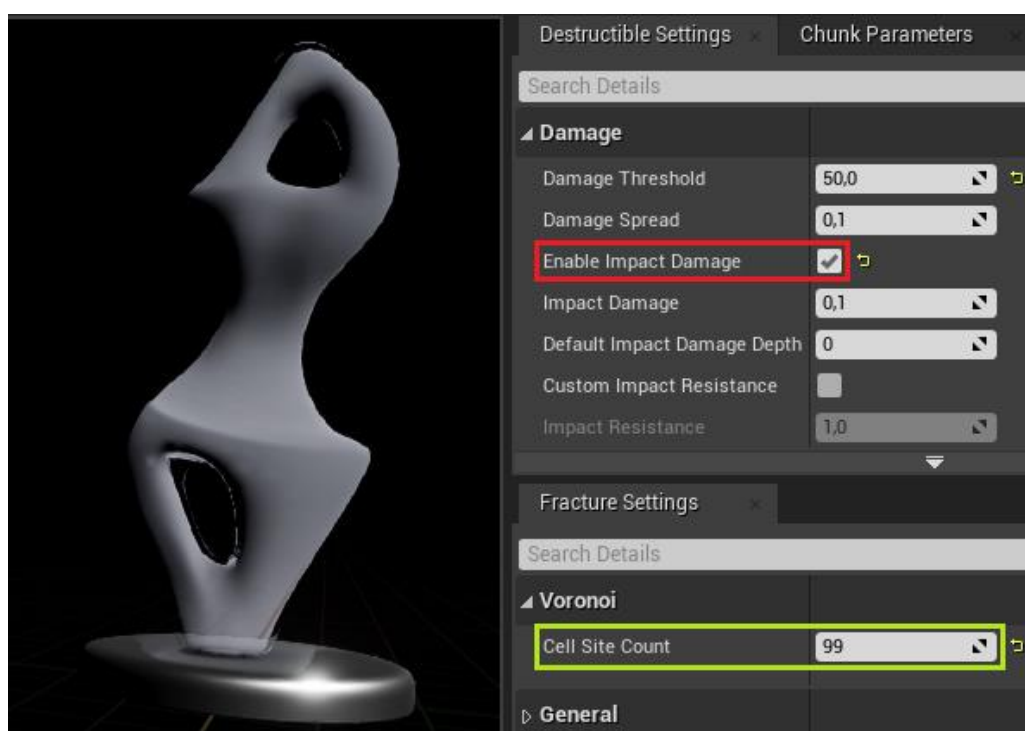 Destructible Settings
Chunk Parameters
Search Details
Damage
Damage Threshold 50,0
Damage Spread 0,1
Enable Impact Damage
Impact Damage 0,1
Default Impact Damage Depth 0
Custom Impact Resistance
Impact Resistance 1,0
Fracture Settings
Search Details
Voronoi
Cell Site Count 99
General